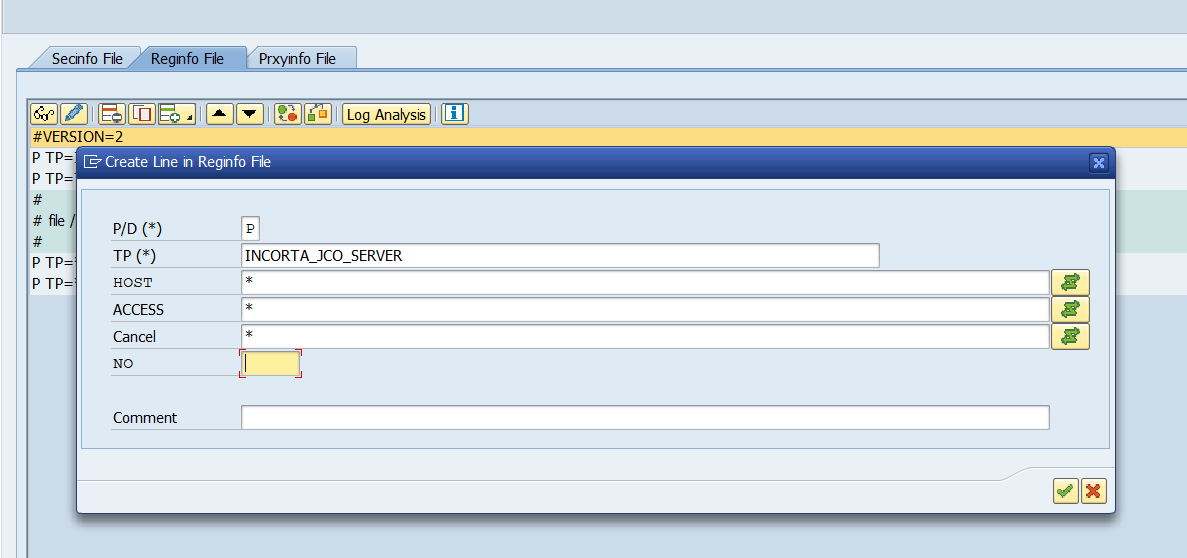 Secinfo File Reginfo File Prxyinfo File
Log Analysis
#VERSION=2
P TP=
P TP=
#
# file /
#
P TP=*
P TP=*
Create Line in Reginfo File
P/D (*) P
TP (*) INCORTA_JCO_SERVER
HOST *
ACCESS *
Cancel *
NO
Comment